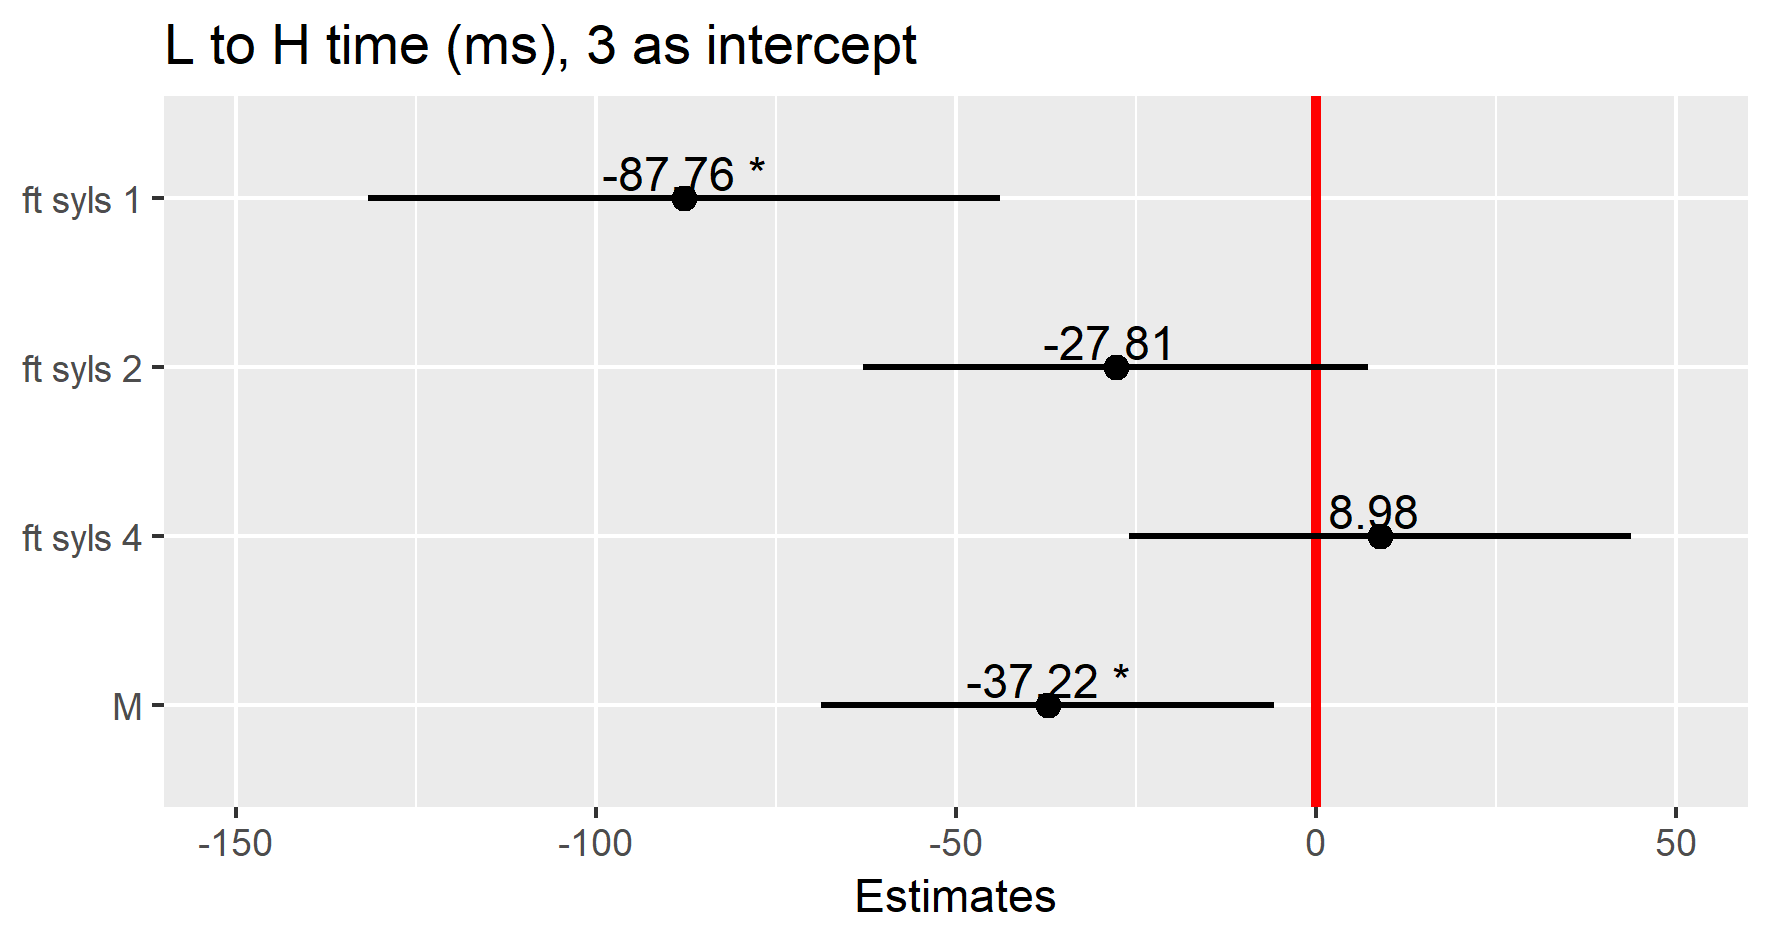 L to H time (ms), 3 as intercept
ft syls 1
-87.76 *
ft syls 2
-27.81
ft syls 4
8.98
M
-37.22 *
-150
-100
-50
0
50
Estimates